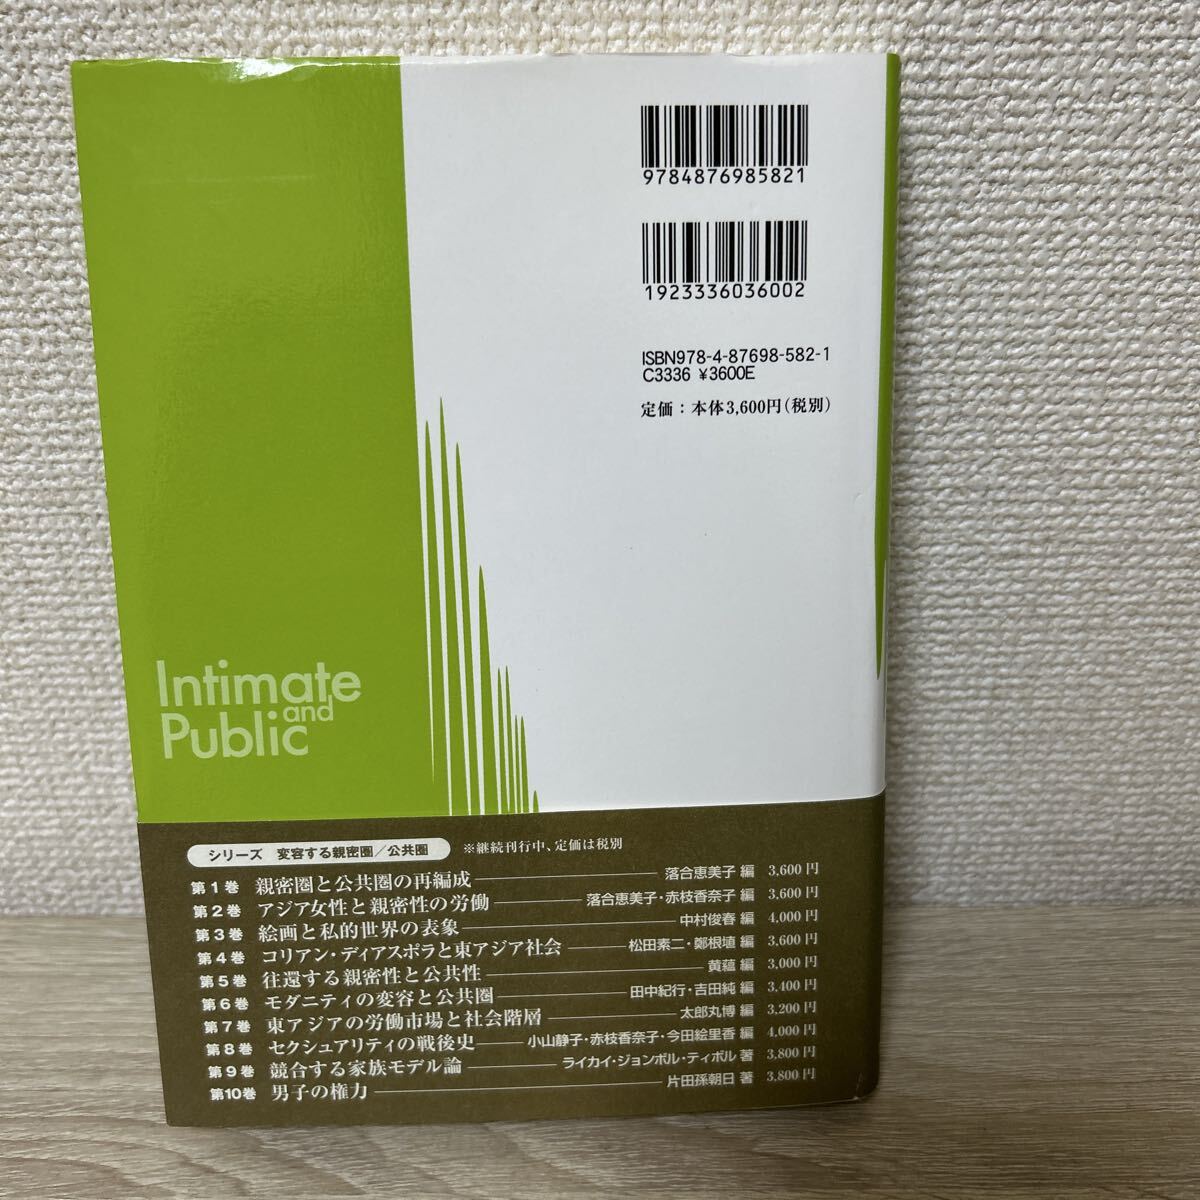 9784876985821
1923336036002
ISBN978-4-87698-582-1
C3336 ¥3600E
定価：本体3,600円（税別）
Intimate
and
Public
シリーズ　変容する親密圏／公共圏　※継続刊行中、定価は税別
第1巻 親密圏と公共圏の再編成――落合恵美子 編 3,600円
第2巻 アジア女性と親密性の労働――落合恵美子・赤枝香奈子 編 3,600円
第3巻 絵画と私的世界の表象――中村俊春 編 4,000円
第4巻 コリアン・ディアスポラと東アジア社会――松田素二・鄭根埴 編 3,600円
第5巻 往還する親密性と公共性――黄蘊 編 3,000円
第6巻 モダニティの変容と公共圏――田中紀行・吉田純 編 3,400円
第7巻 東アジアの労働市場と社会階層――太郎丸博 編 3,200円
第8巻 セクシュアリティの戦後史――小山静子・赤枝香奈子・今田絵里香 編 4,000円
第9巻 競合する家族モデル論――ライカイ・ジョンボル・ティボル 著 3,800円
第10巻 男子の権力――片田孫朝日 著 3,800円